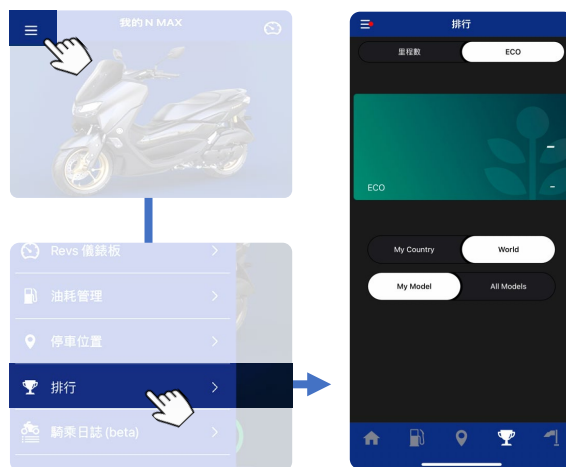 我的 N MAX
Revs 儀錶板
油耗管理
停車位置
排行
騎乘日誌 (beta)
排行
里程數
ECO
-
ECO
-
My Country
World
My Model
All Models